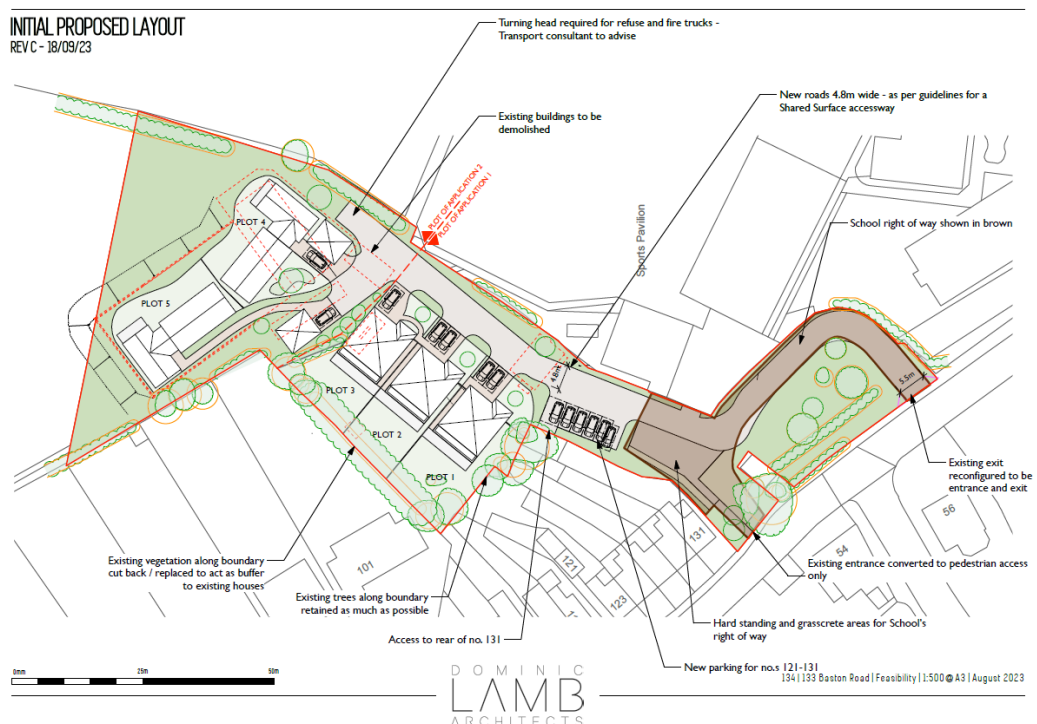 INITIAL PROPOSED LAYOUT
REV C - 18/09/23
Turning head required for refuse and fire trucks -
Transport consultant to advise
New roads 4.8m wide - as per guidelines for a
Shared Surface accessway
Existing buildings to be
demolished
PLOT OF APPLICATION 2
PLOT OF APPLICATION 1
Sports Pavilion
School right of way shown in brown
PLOT 4
PLOT 5
4.8m
5.5m
PLOT 3
PLOT 2
PLOT 1
Existing exit
reconfigured to be
entrance and exit
56
54
131
121
123
101
Existing vegetation along boundary
cut back / replaced to act as buffer
to existing houses
Existing trees along boundary
retained as much as possible
Existing entrance converted to pedestrian access
only
Access to rear of no. 131
Hard standing and grasscrete areas for School's
right of way
New parking for no.s 121-131
0mm
25m
50m
134 | 133 Baston Road | Feasibility | 1:500 @ A3 | August 2023
DOMINIC
LAMB
ARCHITECTS